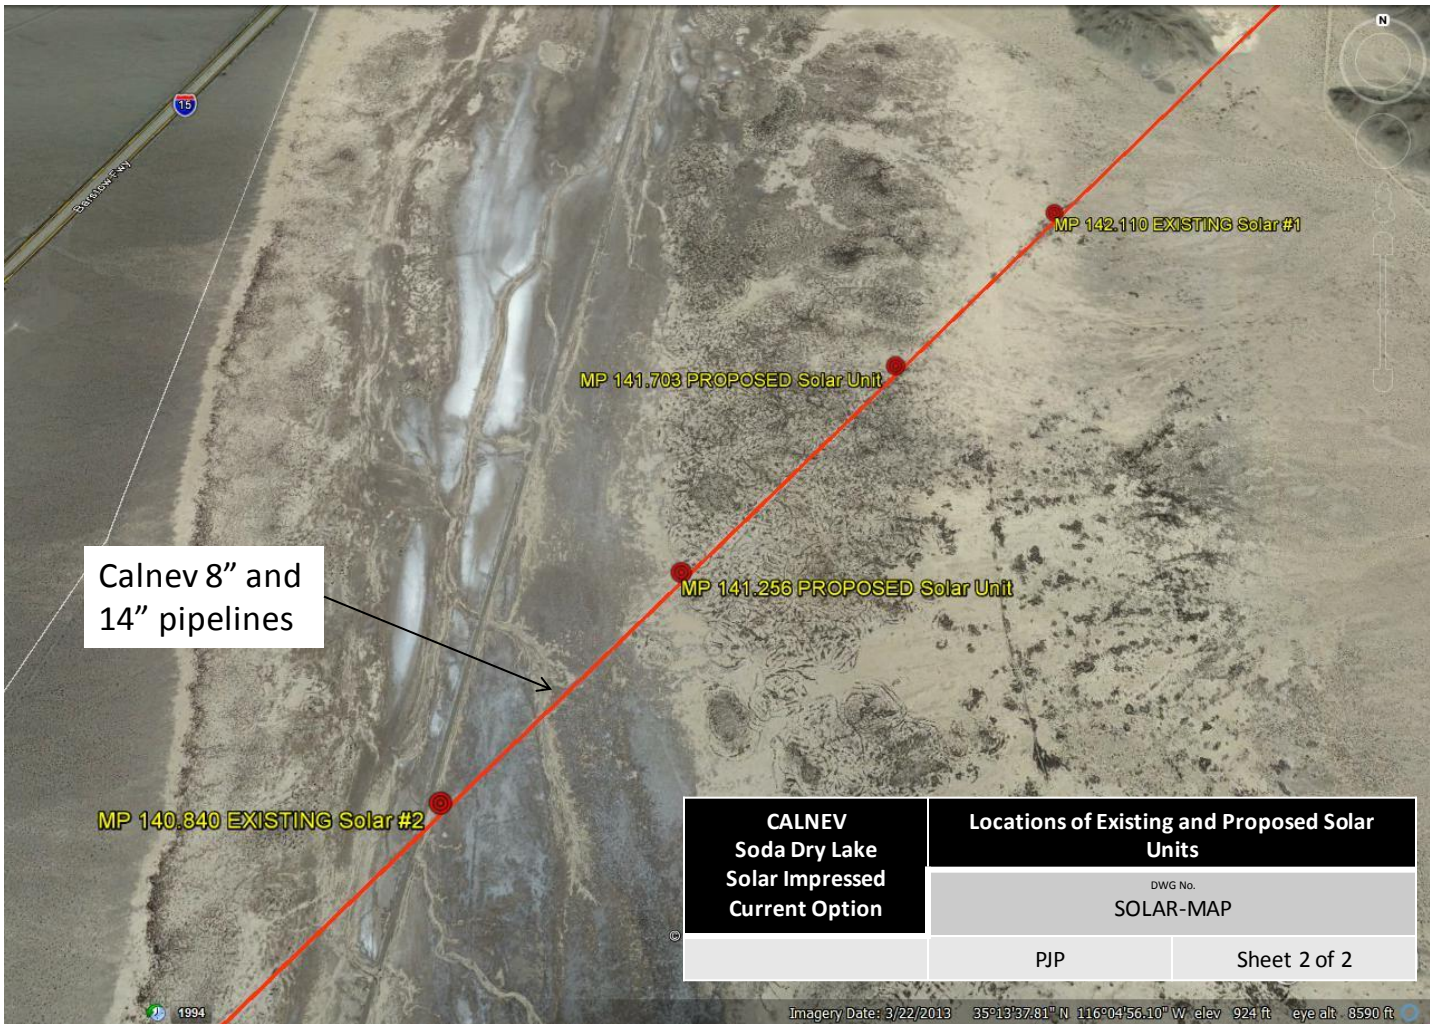 N
15
Barstow Fwy
MP 142.110 EXISTING Solar #1
MP 141.703 PROPOSED Solar Unit
MP 141.256 PROPOSED Solar Unit
Calnev 8” and
14” pipelines
MP 140.840 EXISTING Solar #2
CALNEV
Soda Dry Lake
Solar Impressed
Current Option
Locations of Existing and Proposed Solar
Units
DWG No.
SOLAR-MAP
PJP
Sheet 2 of 2
©
1994
Imagery Date: 3/22/2013 35°13'37.81" N 116°04'56.10" W elev 924 ft eye alt 8590 ft